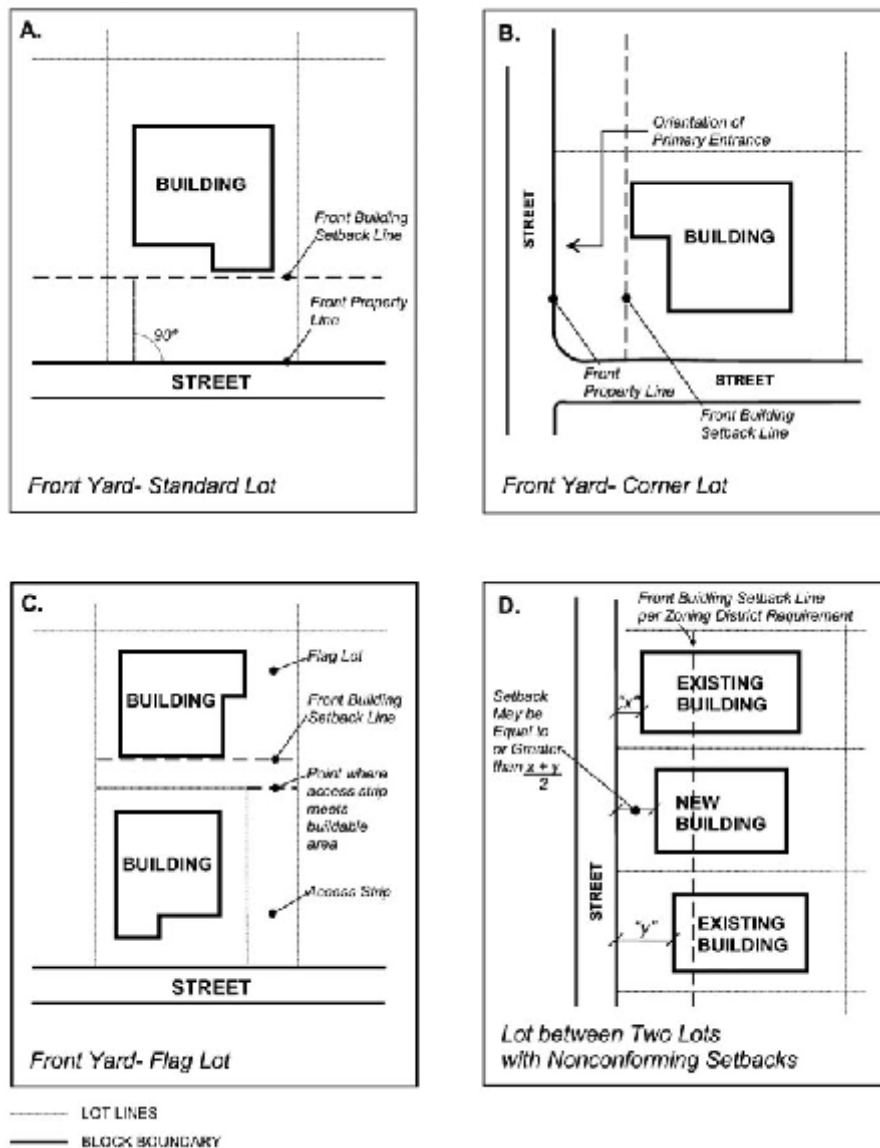 A.
BUILDING
Front Building
Setback Line
Front Property
Line
90°
STREET
Front Yard- Standard Lot
B.
Orientation of
Primary Entrance
STREET
BUILDING
Front
Property Line
STREET
Front Building
Setback Line
Front Yard- Corner Lot
C.
Flag Lot
BUILDING
Front Building
Setback Line
Point where
access strip
meets
buildable
area
BUILDING
Access Strip
STREET
Front Yard- Flag Lot
D.
Front Building Setback Line
per Zoning District Requirement
"x"
EXISTING
BUILDING
Setback
May be
Equal to
or Greater
than x + y
2
NEW
BUILDING
STREET
"y"
EXISTING
BUILDING
Lot between Two Lots
with Nonconforming Setbacks
LOT LINES
BLOCK BOUNDARY